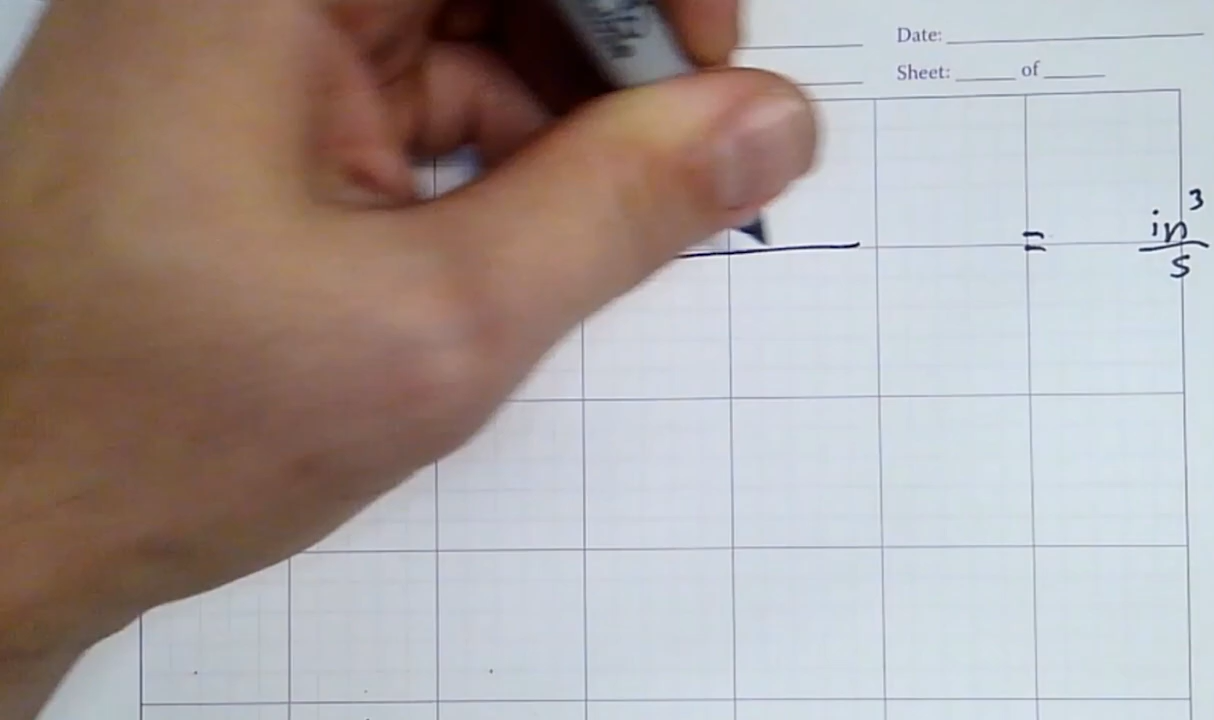 Date:
Sheet: of
= in³/s